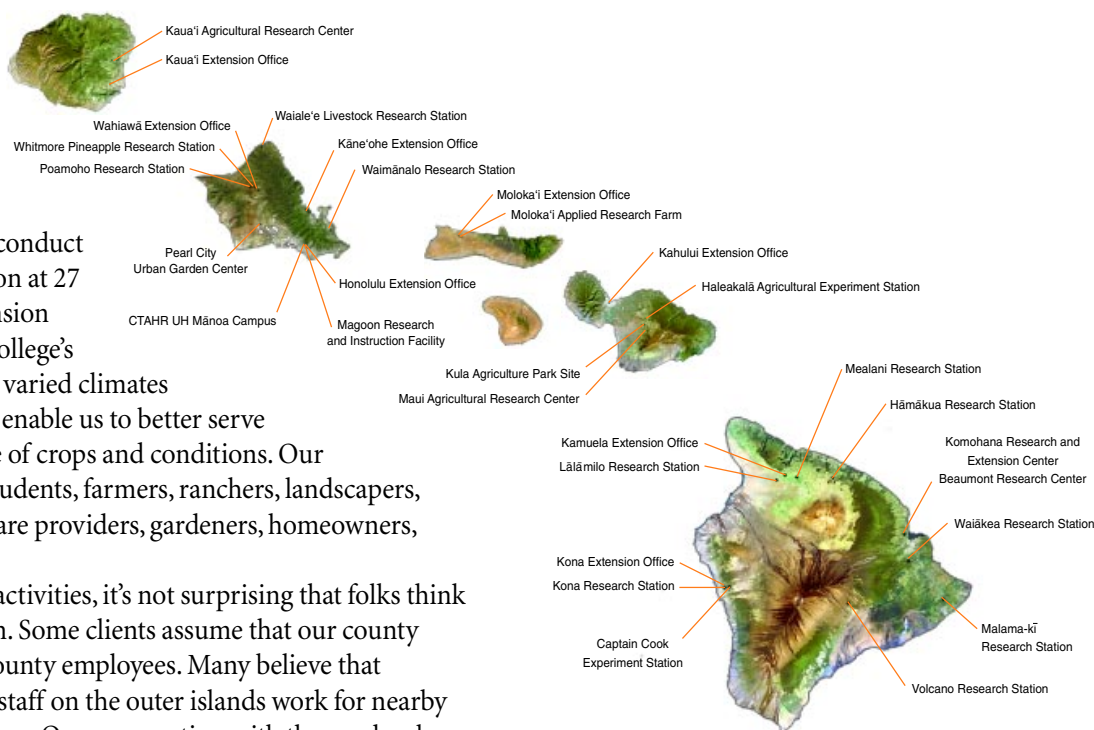 Kaua‘i Agricultural Research Center
Kaua‘i Extension Office
Waiale‘e Livestock Research Station
Wahiawā Extension Office
Whitmore Pineapple Research Station
Poamoho Research Station
Kāne‘ohe Extension Office
Waimānalo Research Station
Pearl City
Urban Garden Center
CTAHR UH Mānoa Campus
Honolulu Extension Office
Magoon Research
and Instruction Facility
Moloka‘i Extension Office
Moloka‘i Applied Research Farm
Kahului Extension Office
Haleakalā Agricultural Experiment Station
Kula Agriculture Park Site
Maui Agricultural Research Center
Mealani Research Station
Hāmākua Research Station
Kamuela Extension Office
Lālāmilo Research Station
Komohana Research and
Extension Center
Beaumont Research Center
Waiākea Research Station
Kona Extension Office
Kona Research Station
Captain Cook
Experiment Station
Malama-kī
Research Station
Volcano Research Station
conduct
on at 27
nsion
ollege’s
varied climates
enable us to better serve
e of crops and conditions. Our
tudents, farmers, ranchers, landscapers,
are providers, gardeners, homeowners,
activities, it’s not surprising that folks think
n. Some clients assume that our county
ounty employees. Many believe that
staff on the outer islands work for nearby